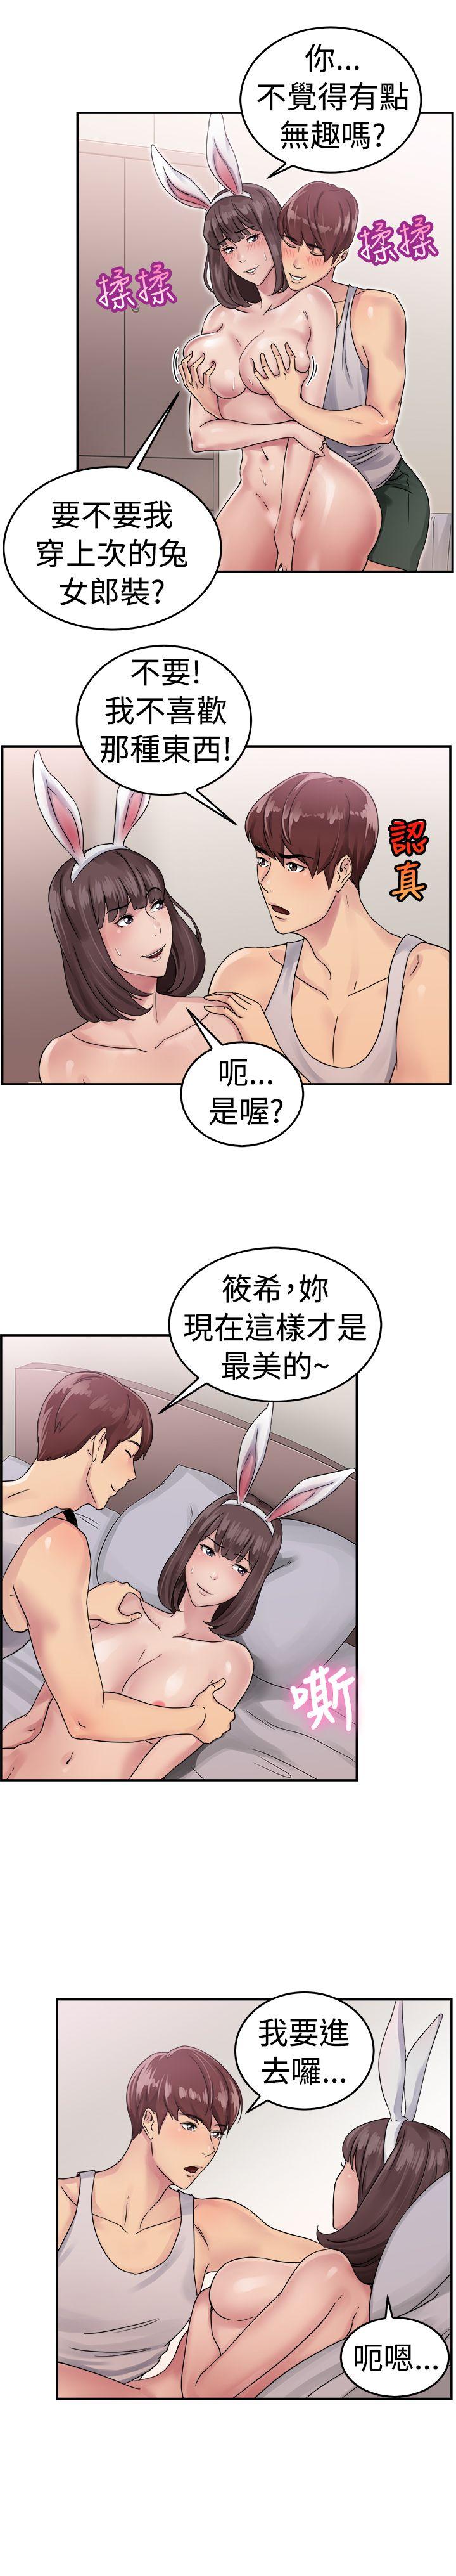 你…
不覺得有點
無趣嗎?
揉揉
揉揉
要不要我
穿上次的兔
女郎裝?
不要!
我不喜歡
那種東西!
認真
呃…
是喔?
筱希,妳
現在這樣才是
最美的~
嘶
我要進
去囉…
呃嗯…